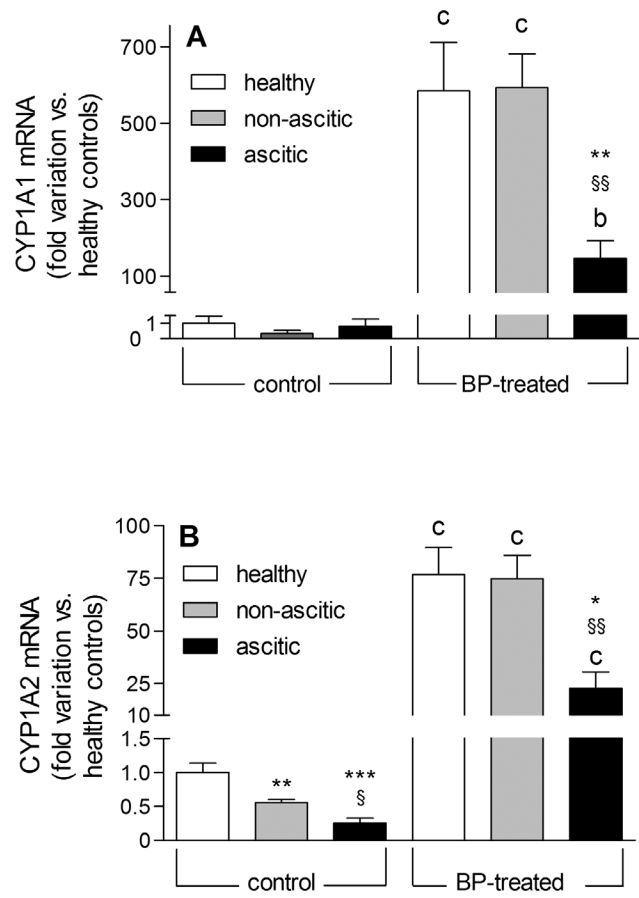 A
CYP1A1 mRNA
(fold variation vs.
healthy controls)
700
500
300
100
1
0
healthy
non-ascitic
ascitic
c
c
**
§§
b
control
BP-treated
B
CYP1A2 mRNA
(fold variation vs.
healthy controls)
100
75
50
25
10
1.5
1.0
0.5
0
healthy
non-ascitic
ascitic
**
***
§
c
c
*
§§
c
control
BP-treated